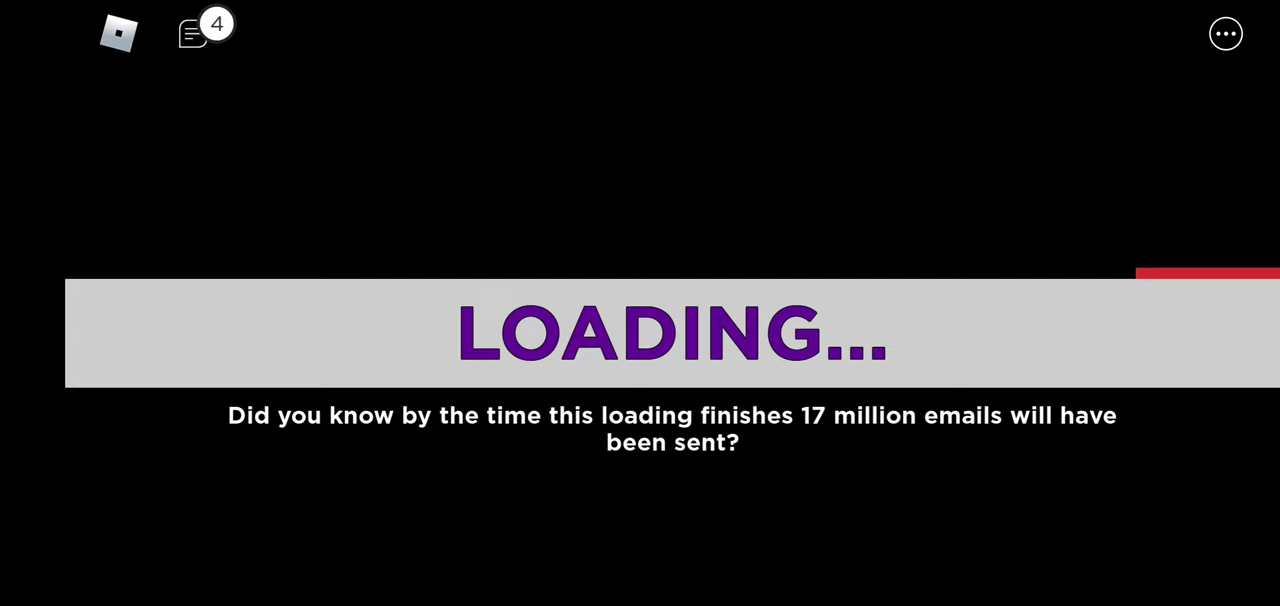 4
LOADING...
Did you know by the time this loading finishes 17 million emails will have
been sent?